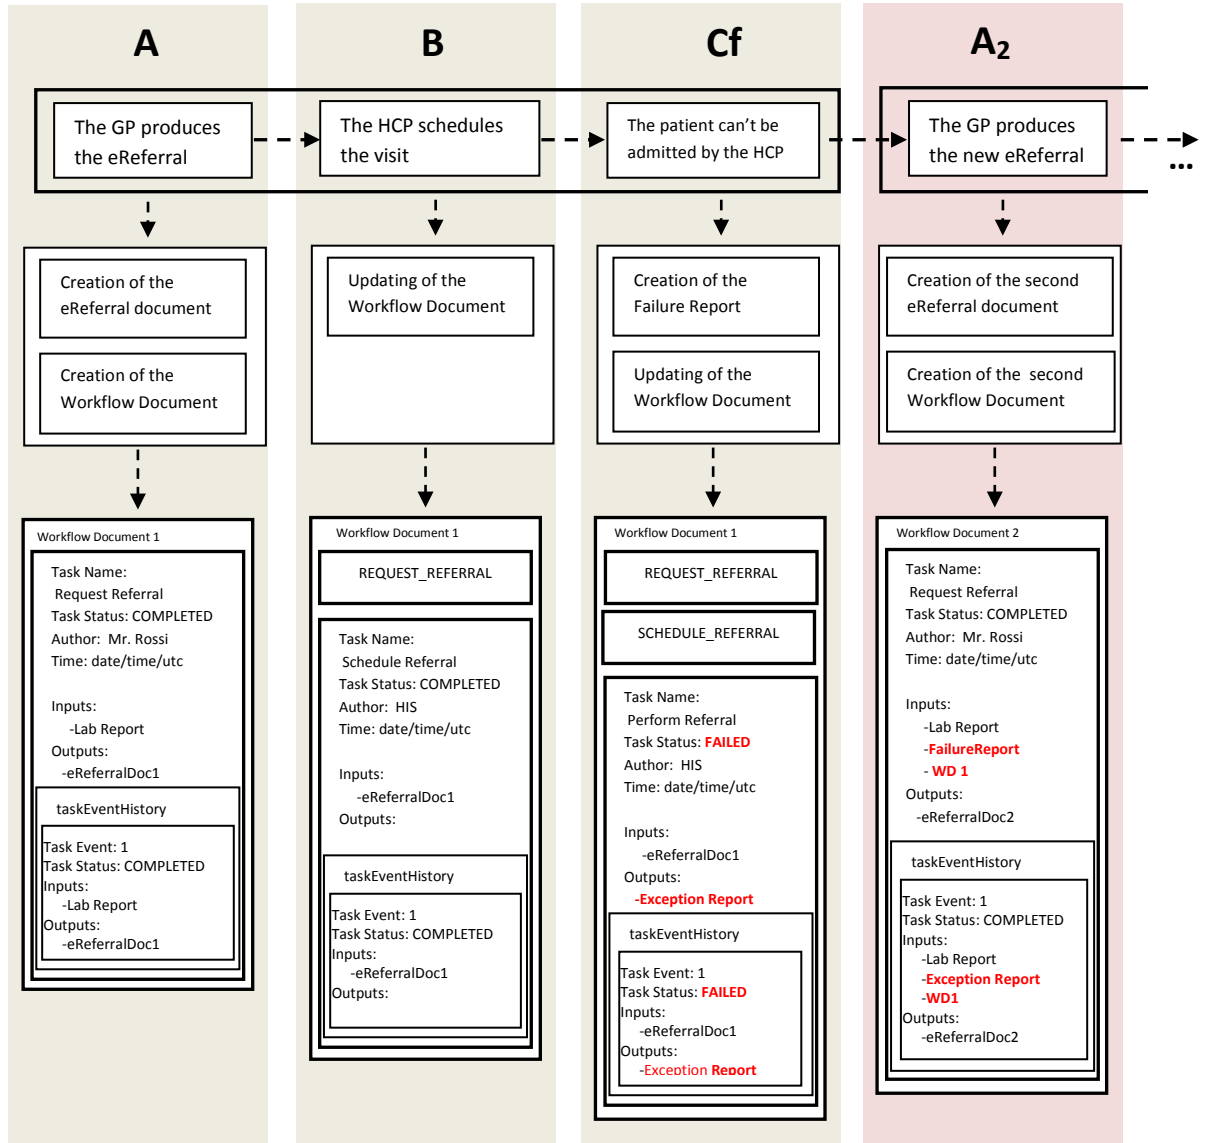 A
The GP produces
the eReferral
Creation of the
eReferral document
Creation of the
Workflow Document
Workflow Document 1
Task Name:
Request Referral
Task Status: COMPLETED
Author: Mr. Rossi
Time: date/time/utc
Inputs:
-Lab Report
Outputs:
-eReferralDoc1
taskEventHistory
Task Event: 1
Task Status: COMPLETED
Inputs:
-Lab Report
Outputs:
-eReferralDoc1
B
The HCP schedules
the visit
Updating of the
Workflow Document
Workflow Document 1
REQUEST_REFERRAL
Task Name:
Schedule Referral
Task Status: COMPLETED
Author: HIS
Time: date/time/utc
Inputs:
-eReferralDoc1
Outputs:
taskEventHistory
Task Event: 1
Task Status: COMPLETED
Inputs:
-eReferralDoc1
Outputs:
Cf
The patient can't be
admitted by the HCP
Creation of the
Failure Report
Updating of the
Workflow Document
Workflow Document 1
REQUEST_REFERRAL
SCHEDULE_REFERRAL
Task Name:
Perform Referral
Task Status: FAILED
Author: HIS
Time: date/time/utc
Inputs:
-eReferralDoc1
Outputs:
-Exception Report
taskEventHistory
Task Event: 1
Task Status: FAILED
Inputs:
-eReferralDoc1
Outputs:
-Exception Report
A₂
The GP produces
the new eReferral
...
Creation of the second
eReferral document
Creation of the second
Workflow Document
Workflow Document 2
Task Name:
Request Referral
Task Status: COMPLETED
Author: Mr. Rossi
Time: date/time/utc
Inputs:
-Lab Report
-FailureReport
- WD 1
Outputs:
-eReferralDoc2
taskEventHistory
Task Event: 1
Task Status: COMPLETED
Inputs:
-Lab Report
-Exception Report
-WD1
Outputs:
-eReferralDoc2